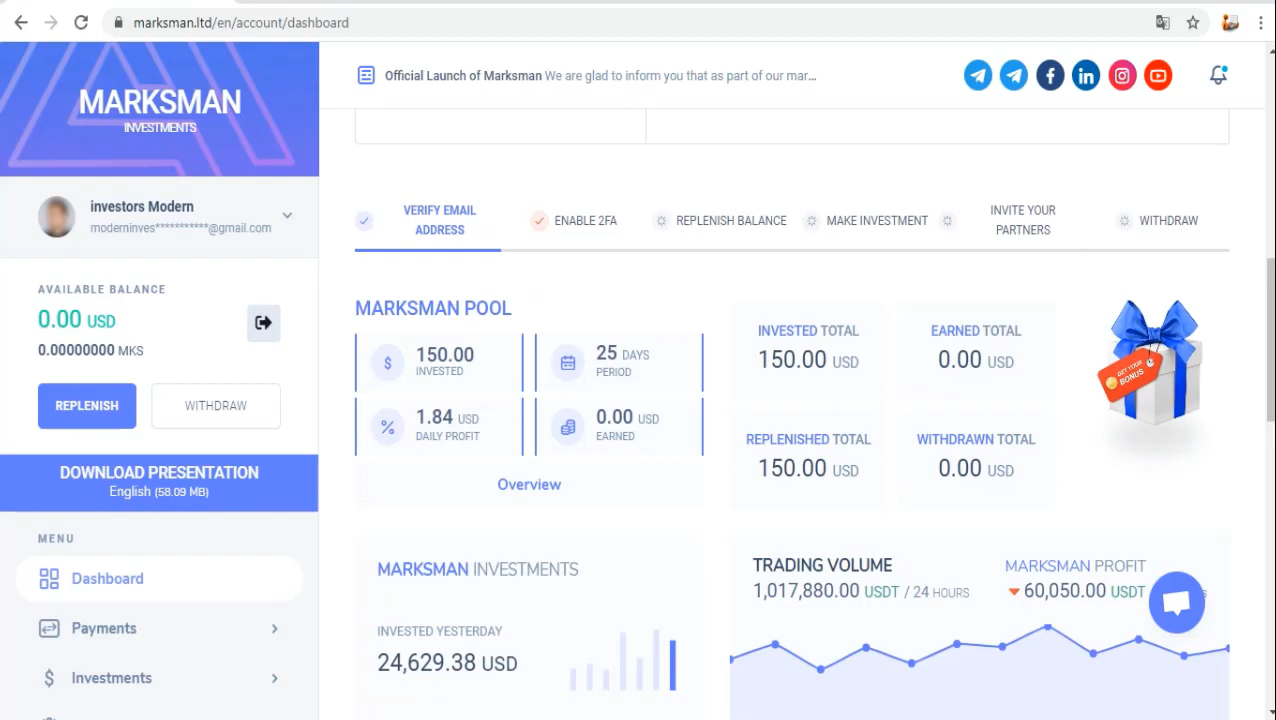 marksman.ltd/en/account/dashboard
MARKSMAN
INVESTMENTS
investors Modern
moderninves***********@gmail.com
AVAILABLE BALANCE
0.00 USD
0.00000000 MKS
REPLENISH
WITHDRAW
DOWNLOAD PRESENTATION
English (58.09 MB)
MENU
Dashboard
Payments
Investments
Official Launch of Marksman We are glad to inform you that as part of our mar...
VERIFY EMAIL
ADDRESS
ENABLE 2FA
REPLENISH BALANCE
MAKE INVESTMENT
INVITE YOUR
PARTNERS
WITHDRAW
MARKSMAN POOL
150.00
INVESTED
25 DAYS
PERIOD
1.84 USD
DAILY PROFIT
0.00 USD
EARNED
Overview
INVESTED TOTAL
150.00 USD
EARNED TOTAL
0.00 USD
REPLENISHED TOTAL
150.00 USD
WITHDRAWN TOTAL
0.00 USD
GET YOUR
BONUS
MARKSMAN INVESTMENTS
INVESTED YESTERDAY
24,629.38 USD
TRADING VOLUME
1,017,880.00 USDT / 24 HOURS
MARKSMAN PROFIT
60,050.00 USDT